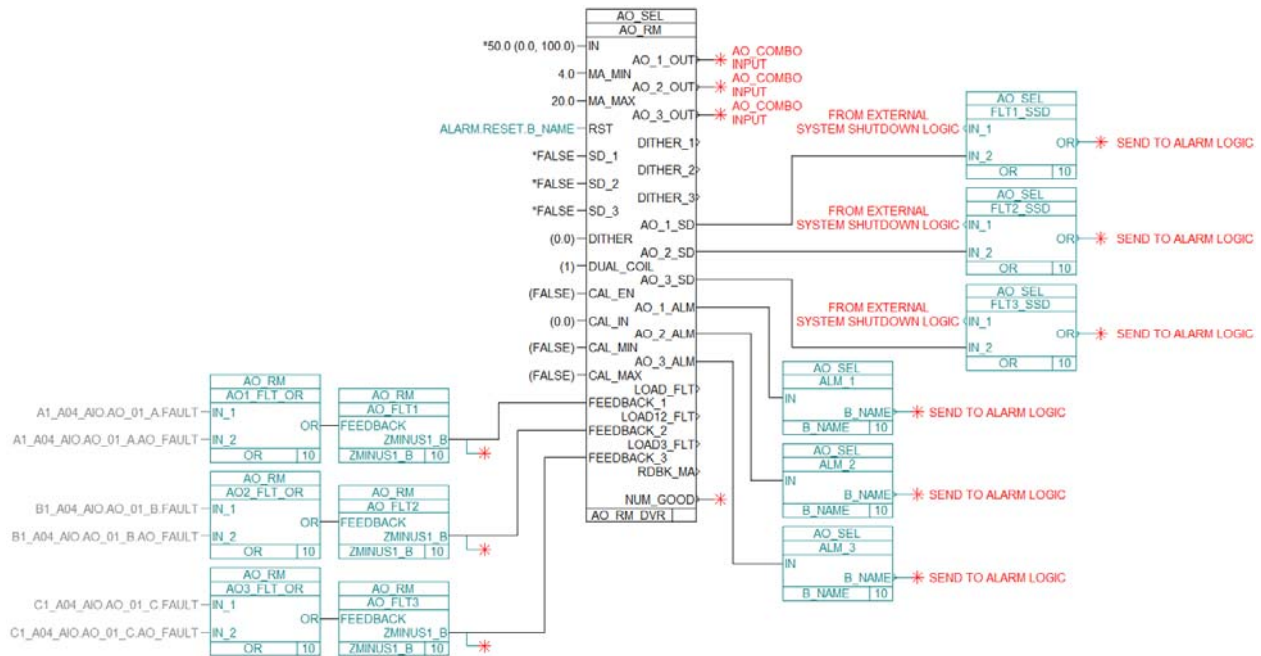 AO_SEL
AO_RM
*50.0 (0.0, 100.0) IN
4.0 MA_MIN
20.0 MA_MAX
ALARM.RESET.B_NAME RST
*FALSE SD_1
*FALSE SD_2
*FALSE SD_3
(0.0) DITHER
(1) DUAL_COIL
(FALSE) CAL_EN
(0.0) CAL_IN
(FALSE) CAL_MIN
(FALSE) CAL_MAX
FEEDBACK_1
FEEDBACK_2
FEEDBACK_3
AO_1_OUT
AO_2_OUT
AO_3_OUT
DITHER_1
DITHER_2
DITHER_3
AO_1_SD
AO_2_SD
AO_3_SD
AO_1_ALM
AO_2_ALM
AO_3_ALM
LOAD_FLT
LOAD12_FLT
LOAD3_FLT
RDBK_MA
NUM_GOOD
AO_RM_DVR
AO_COMBO
INPUT
AO_COMBO
INPUT
AO_COMBO
INPUT
AO_SEL
FLT1_SSD
FROM EXTERNAL
SYSTEM SHUTDOWN LOGIC IN_1
OR SEND TO ALARM LOGIC
IN_2
OR 10
AO_SEL
FLT2_SSD
FROM EXTERNAL
SYSTEM SHUTDOWN LOGIC IN_1
OR SEND TO ALARM LOGIC
IN_2
OR 10
AO_SEL
FLT3_SSD
FROM EXTERNAL
SYSTEM SHUTDOWN LOGIC IN_1
OR SEND TO ALARM LOGIC
IN_2
OR 10
AO_SEL
ALM_1
IN
B_NAME SEND TO ALARM LOGIC
B_NAME 10
AO_SEL
ALM_2
IN
B_NAME SEND TO ALARM LOGIC
B_NAME 10
AO_SEL
ALM_3
IN
B_NAME SEND TO ALARM LOGIC
B_NAME 10
AO_RM
AO1_FLT_OR
A1_A04_AIO.AO_01_A.FAULT IN_1
OR
A1_A04_AIO.AO_01_A.AO_FAULT IN_2
OR 10
AO_RM
AO_FLT1
FEEDBACK
ZMINUS1_B
ZMINUS1_B 10
AO_RM
AO2_FLT_OR
B1_A04_AIO.AO_01_B.FAULT IN_1
OR
B1_A04_AIO.AO_01_B.AO_FAULT IN_2
OR 10
AO_RM
AO_FLT2
FEEDBACK
ZMINUS1_B
ZMINUS1_B 10
AO_RM
AO3_FLT_OR
C1_A04_AIO.AO_01_C.FAULT IN_1
OR
C1_A04_AIO.AO_01_C.AO_FAULT IN_2
OR 10
AO_RM
AO_FLT3
FEEDBACK
ZMINUS1_B
ZMINUS1_B 10